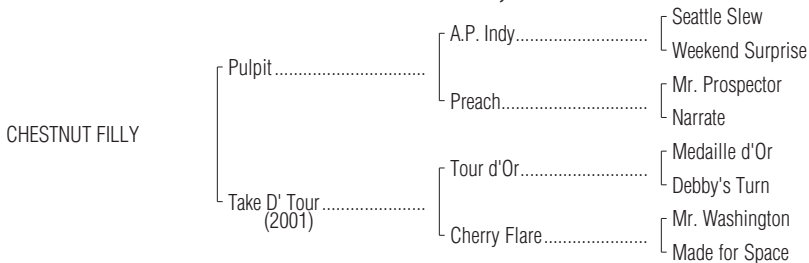 Seattle Slew
A.P. Indy
Weekend Surprise
Pulpit
Mr. Prospector
Preach
Narrate
CHESTNUT FILLY
Medaille d'Or
Tour d'Or
Debby's Turn
Take D' Tour
(2001)
Mr. Washington
Cherry Flare
Made for Space